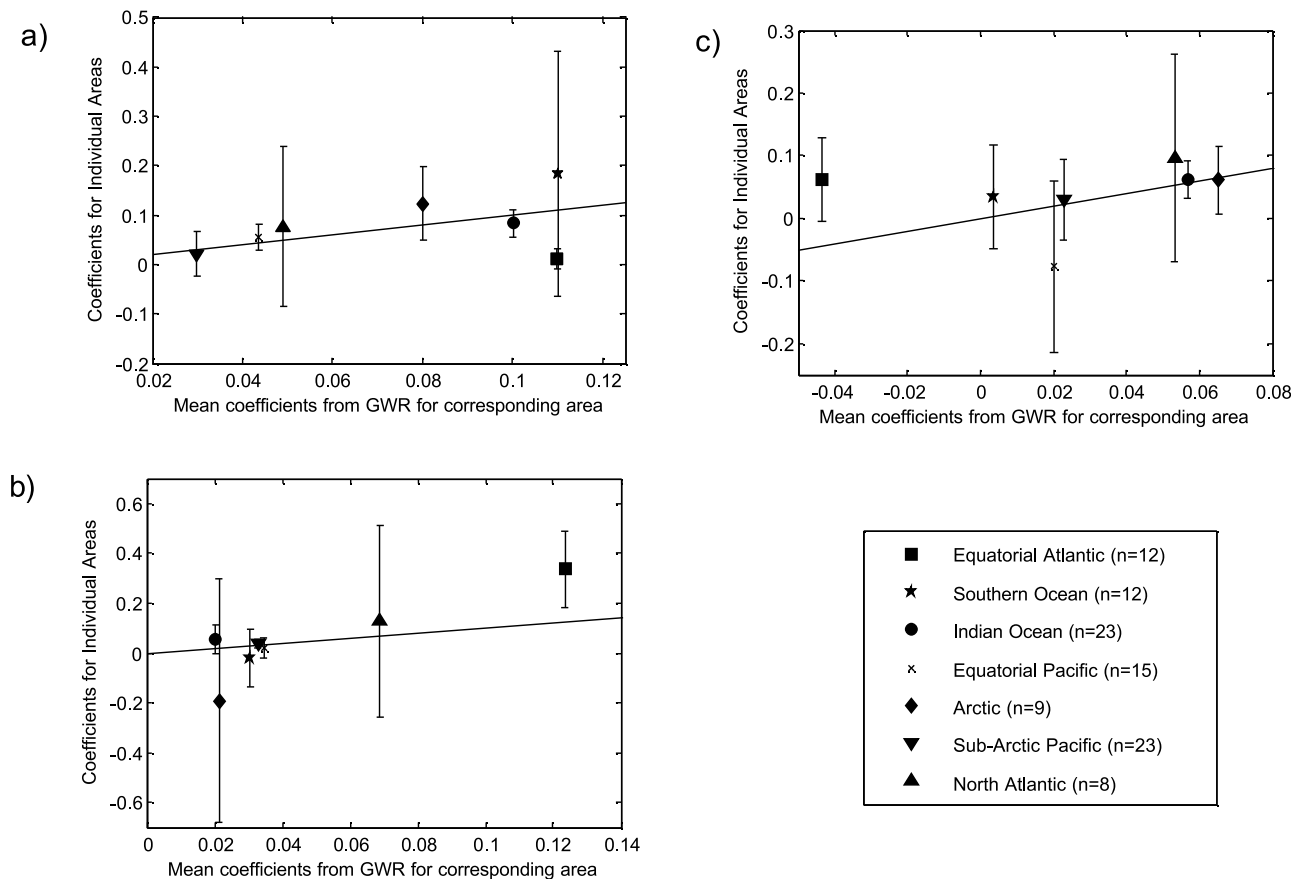 a)
0.5
0.4
0.3
0.2
0.1
0
-0.1
-0.2
Coefficients for Individual Areas
0.02 0.04 0.06 0.08 0.1 0.12
Mean coefficients from GWR for corresponding area
c)
0.3
0.2
0.1
0
-0.1
-0.2
Coefficients for Individual Areas
-0.04 -0.02 0 0.02 0.04 0.06 0.08
Mean coefficients from GWR for corresponding area
b)
0.6
0.4
0.2
0
-0.2
-0.4
-0.6
Coefficients for Individual Areas
0 0.02 0.04 0.06 0.08 0.1 0.12 0.14
Mean coefficients from GWR for corresponding area
Equatorial Atlantic (n=12)
Southern Ocean (n=12)
Indian Ocean (n=23)
Equatorial Pacific (n=15)
Arctic (n=9)
Sub-Arctic Pacific (n=23)
North Atlantic (n=8)